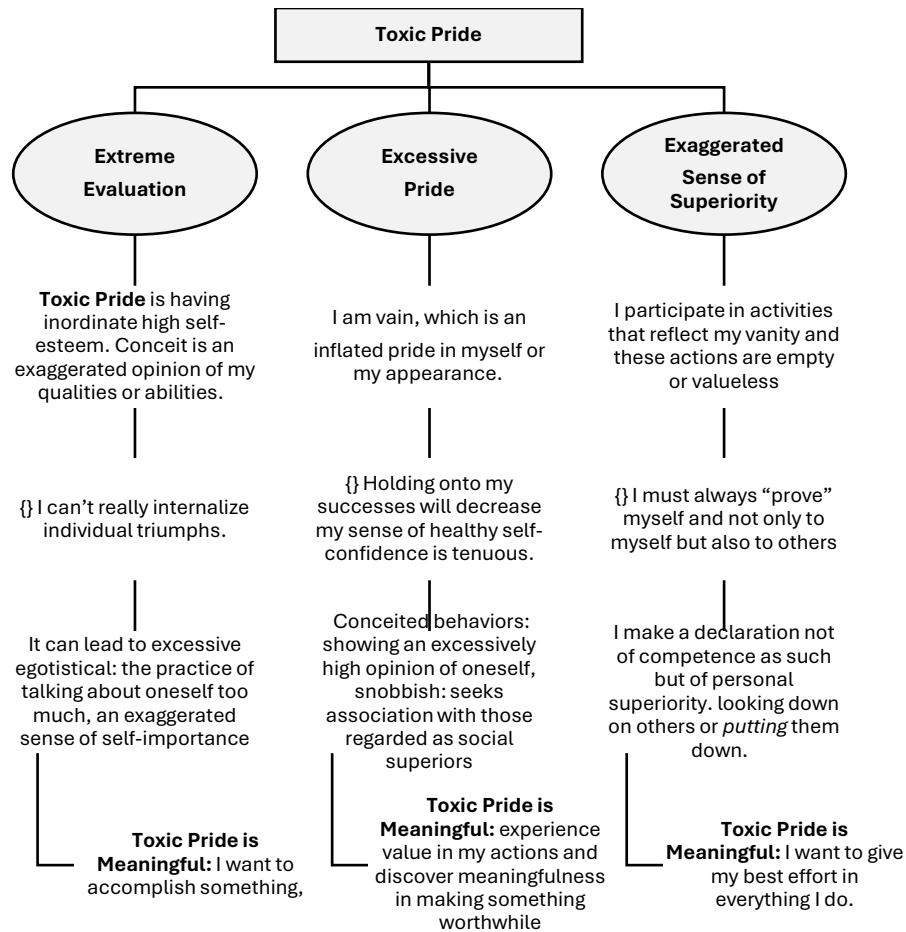 Toxic Pride
Extreme
Evaluation
Toxic Pride is having
inordinate high self-
esteem. Conceit is an
exaggerated opinion of my
qualities or abilities.
{} I can’t really internalize
individual triumphs.
It can lead to excessive
egotistical: the practice of
talking about oneself too
much, an exaggerated
sense of self-importance
Toxic Pride is
Meaningful: I want to
accomplish something,
Excessive
Pride
I am vain, which is an
inflated pride in myself or
my appearance.
{} Holding onto my
successes will decrease
my sense of healthy self-
confidence is tenuous.
Conceited behaviors:
showing an excessively
high opinion of oneself,
snobbish: seeks
association with those
regarded as social
superiors
Toxic Pride is
Meaningful: experience
value in my actions and
discover meaningfulness
in making something
worthwhile
Exaggerated
Sense of
Superiority
I participate in activities
that reflect my vanity and
these actions are empty
or valueless
{} I must always “prove”
myself and not only to
myself but also to others
I make a declaration not
of competence as such
but of personal
superiority. looking down
on others or putting them
down.
Toxic Pride is
Meaningful: I want to give
my best effort in
everything I do.